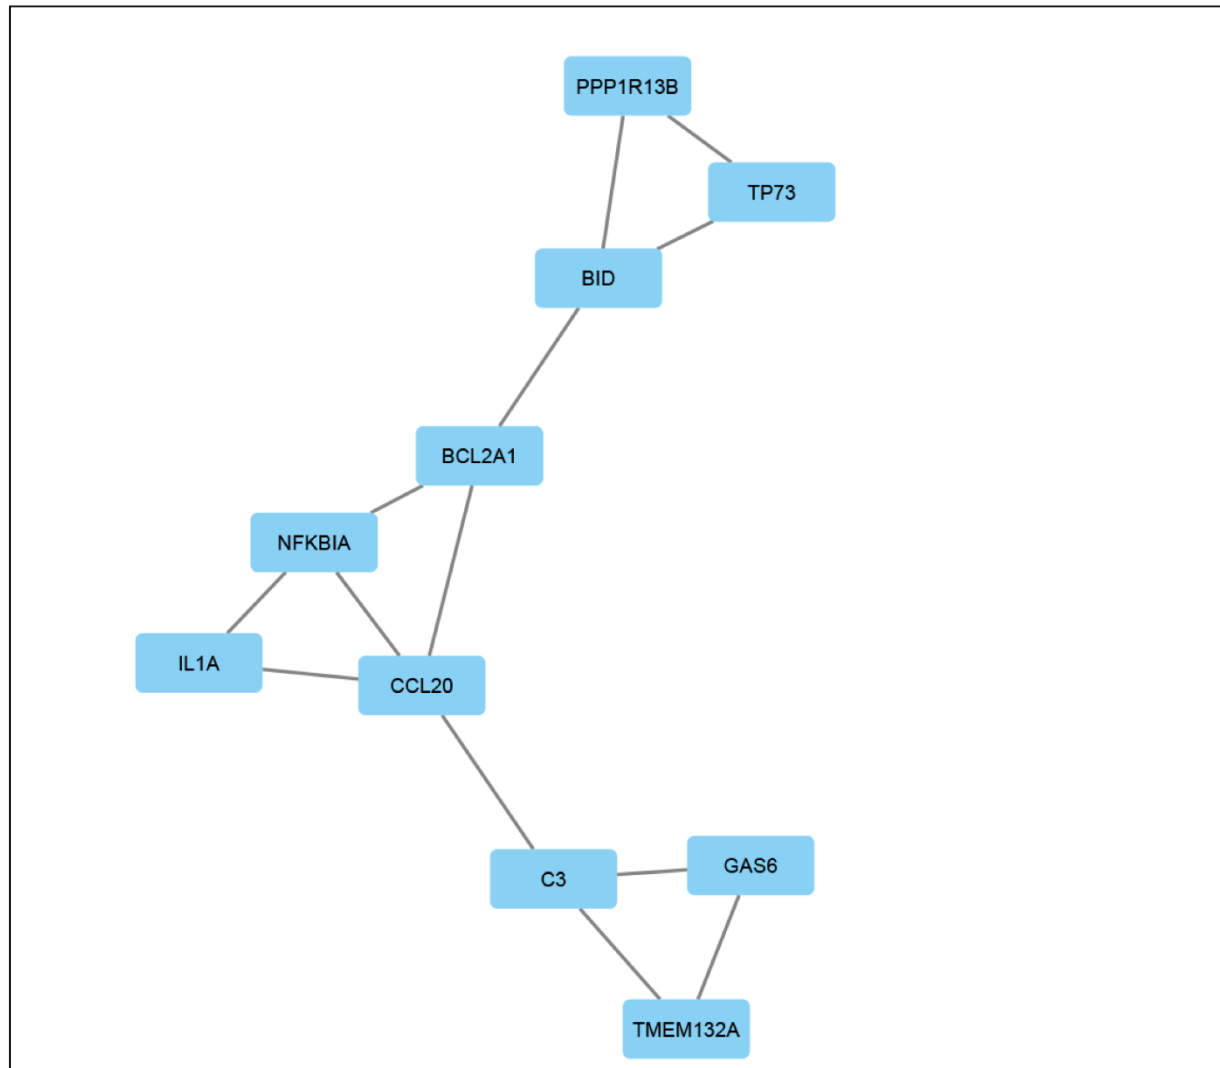 PPP1R13B
TP73
BID
BCL2A1
NFKBIA
IL1A
CCL20
C3
GAS6
TMEM132A